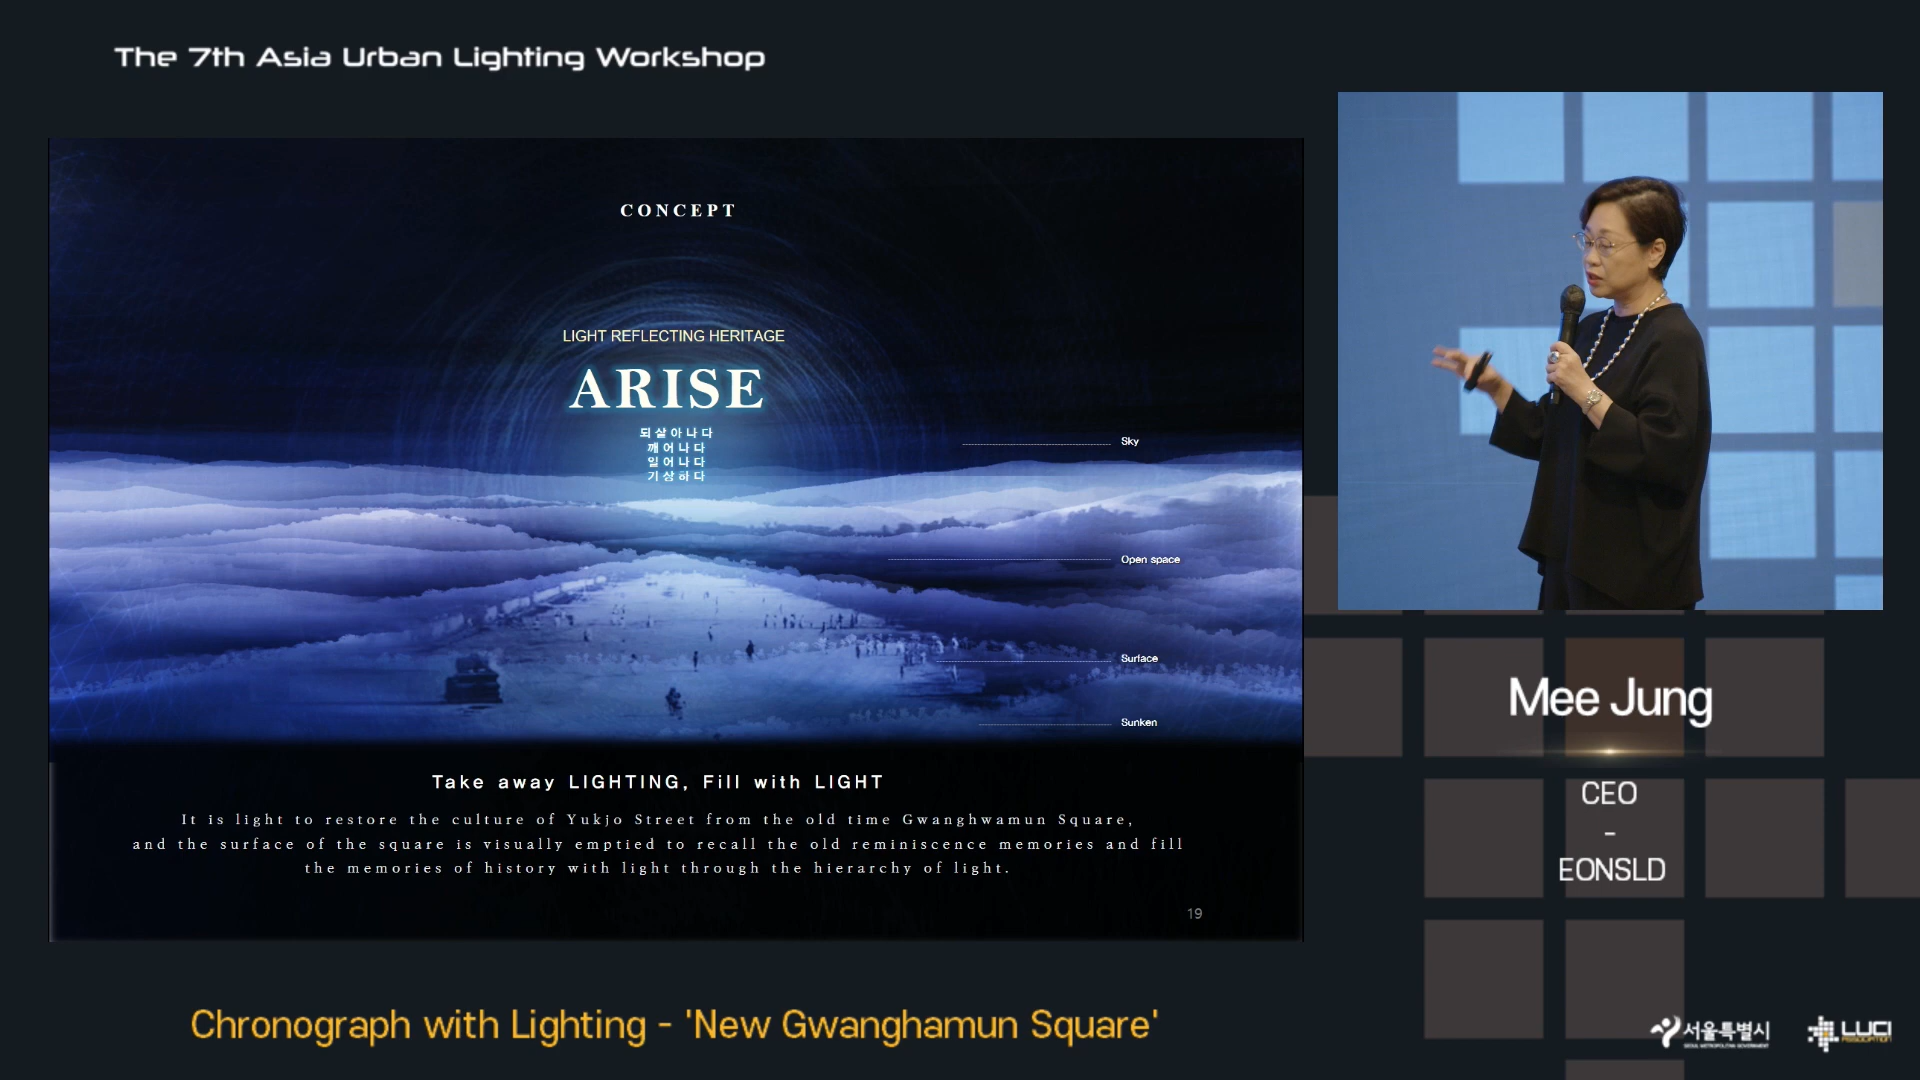 The 7th Asia Urban Lighting Workshop
CONCEPT
LIGHT REFLECTING HERITAGE
ARISE
되살아나다
깨어나다
일어나다
기상하다
Sky
Open space
Surface
Sunken
Take away LIGHTING, Fill with LIGHT
It is light to restore the culture of Yukjo Street from the old time Gwanghwamun Square,
and the surface of the square is visually emptied to recall the old reminiscence memories and fill
the memories of history with light through the hierarchy of light.
19
Mee Jung
CEO
-
EONSLD
Chronograph with Lighting - 'New Gwanghamun Square'
서울특별시
SEOUL METROPOLITAN GOVERNMENT
LUCI
ASSOCIATION